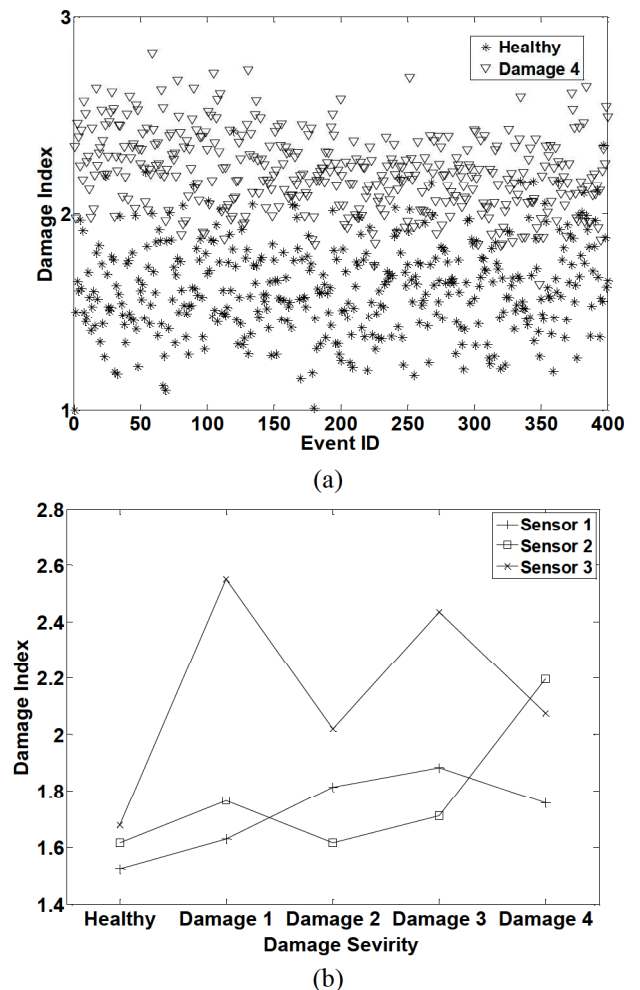 3
Healthy
Damage 4
Damage Index
2
1
0 50 100 150 200 250 300 350 400
Event ID
(a)
2.8
Sensor 1
Sensor 2
Sensor 3
2.6
2.4
2.2
Damage Index
2
1.8
1.6
1.4
Healthy Damage 1 Damage 2 Damage 3 Damage 4
Damage Sevirity
(b)